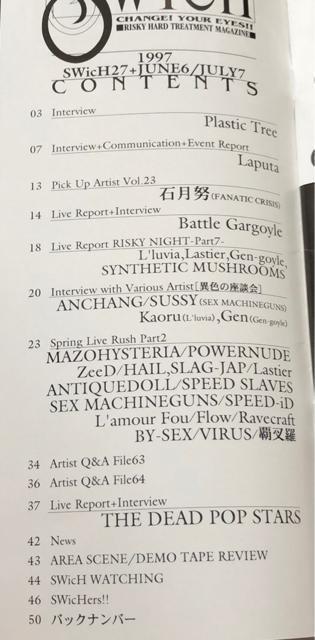 SWicH
CHANGE! YOUR EYES!!
■RISKY HARD TREATMENT MAGAZINE■
1997
SWicH27+JUNE6/JULY7
CONTENTS
03 Interview
Plastic Tree
07 Interview+Communication+Event Report
Laputa
13 Pick Up Artist Vol.23
石月努(FANATIC CRISIS)
14 Live Report+Interview
Battle Gargoyle
18 Live Report RISKY NIGHT-Part7-
L'luvia,Lastier,Gen-goyle,
SYNTHETIC MUSHROOMS
20 Interview with Various Artist[異色の座談会]
ANCHANG/SUSSY(SEX MACHINEGUNS)
Kaoru(L'luvia),Gen(Gen-goyle)
23 Spring Live Rush Part2
MAZOHYSTERIA/POWERNUDE
ZeeD/HAIL,SLAG-JAP/Lastier
ANTIQUEDOLL/SPEED SLAVES
SEX MACHINEGUNS/SPEED-iD
L'amour Fou/Flow/Ravecraft
BY-SEX/VIRUS/覇叉羅
34 Artist Q&A File63
36 Artist Q&A File64
37 Live Report+Interview
THE DEAD POP STARS
42 News
43 AREA SCENE/DEMO TAPE REVIEW
44 SWicH WATCHING
46 SWicHers!!
50 バックナンバー